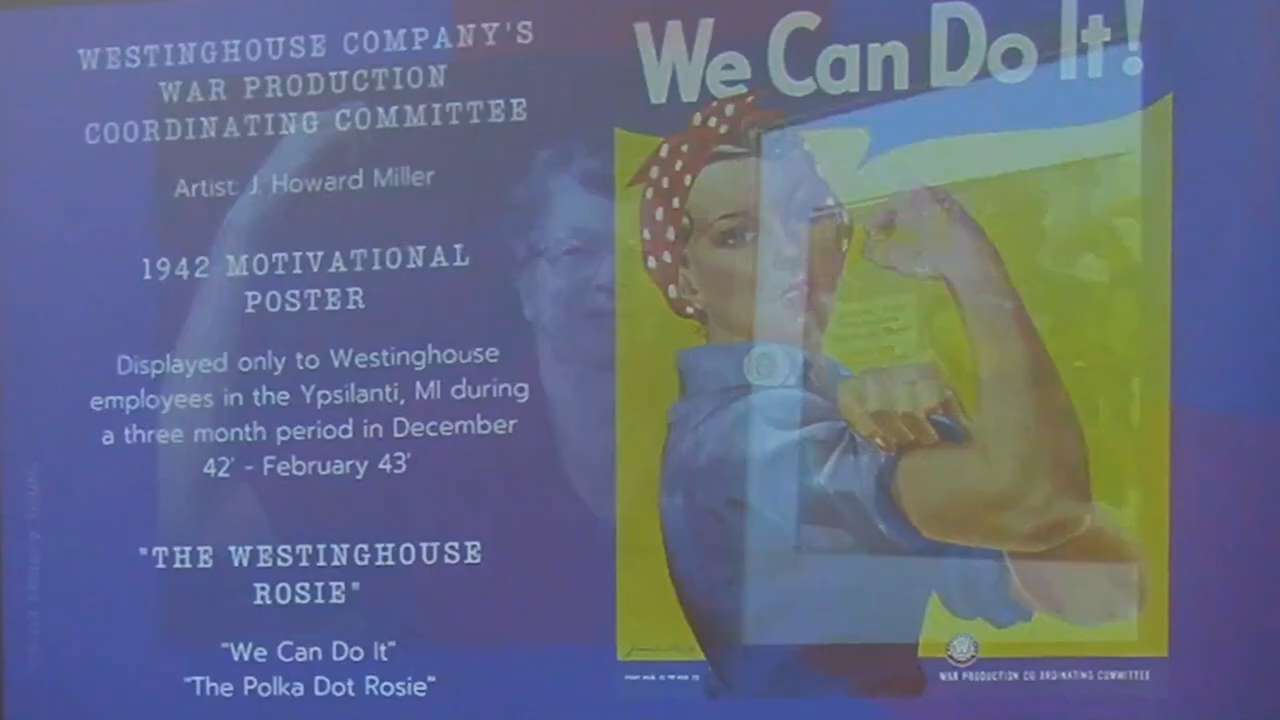 WESTINGHOUSE COMPANY'S
WAR PRODUCTION
COORDINATING COMMITTEE
Artist: J. Howard Miller
1942 MOTIVATIONAL
POSTER
Displayed only to Westinghouse
employees in the Ypsilanti, MI during
a three month period in December
42' - February 43'
"THE WESTINGHOUSE
ROSIE"
"We Can Do It"
"The Polka Dot Rosie"
We Can Do It!
WAR PRODUCTION CO-ORDINATING COMMITTEE